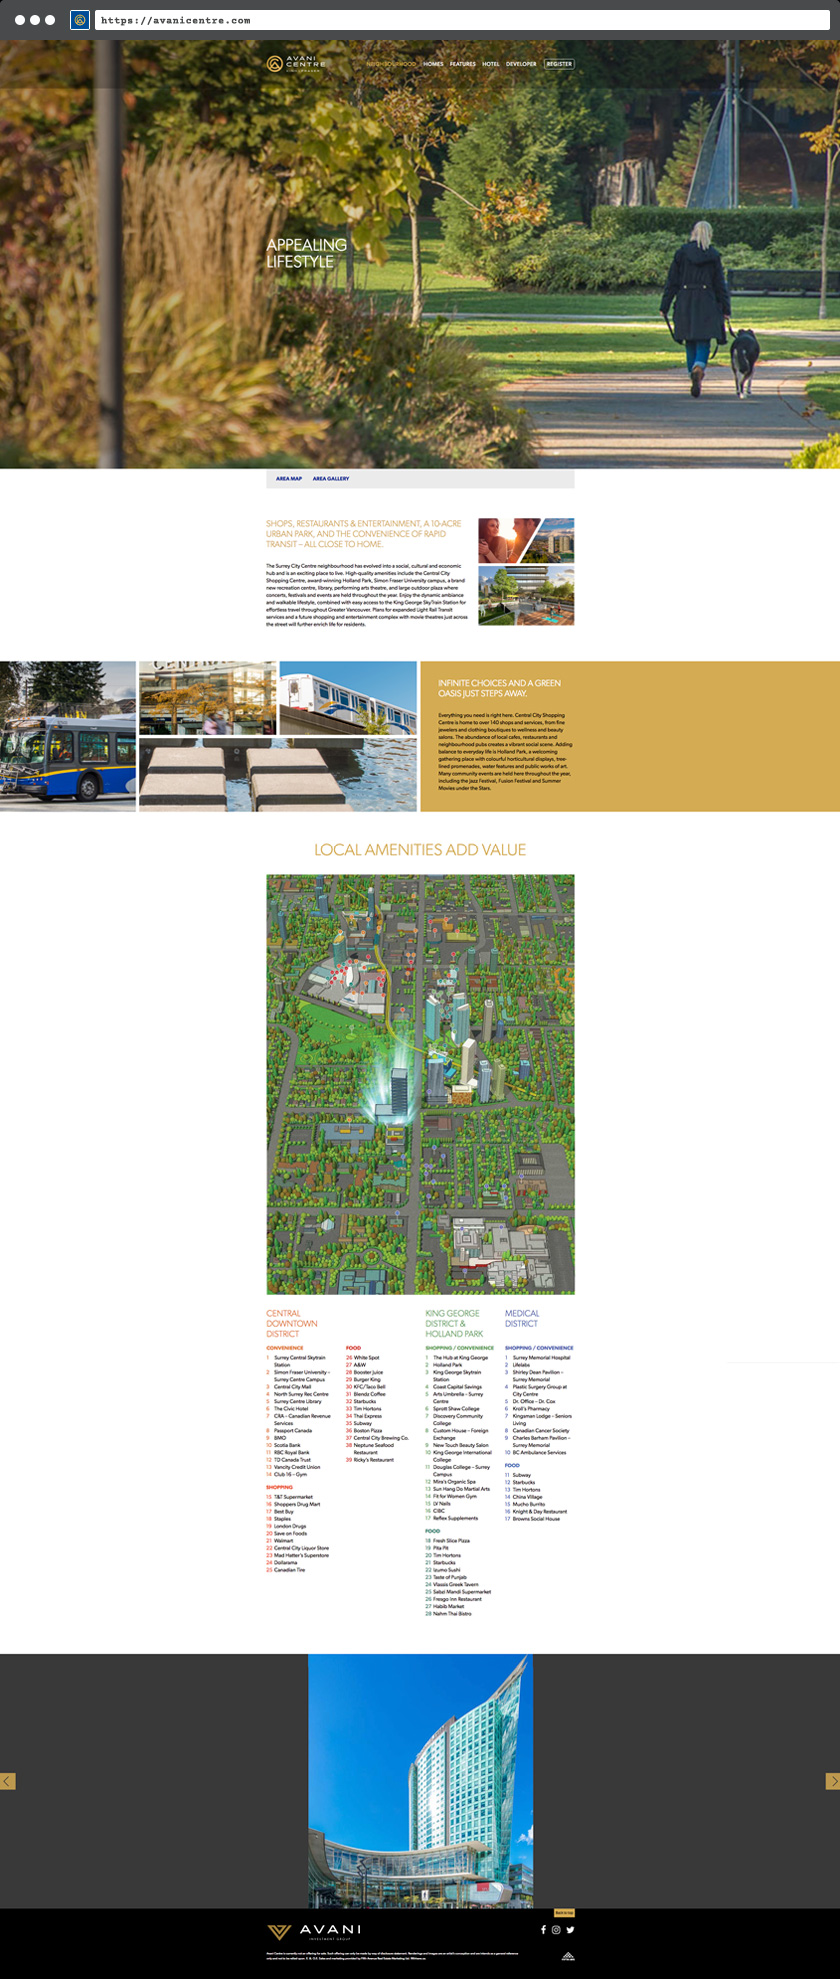 https://avanicentre.com
AVANI
CENTRE
NEIGHBOURHOOD HOMES FEATURES HOTEL DEVELOPER REGISTER
APPEALING
LIFESTYLE
AREA MAP AREA GALLERY
SHOPS, RESTAURANTS & ENTERTAINMENT, A 10-ACRE
URBAN PARK, AND THE CONVENIENCE OF RAPID
TRANSIT – ALL CLOSE TO HOME.
The Surrey City Centre neighbourhood has evolved into a social, cultural and economic
hub and is an exciting place to live. High-quality amenities include the Central City
Shopping Centre, award-winning Holland Park, Simon Fraser University campus, a brand
new recreation centre, library, performing arts theatre, and large outdoor plaza where
concerts, festivals and events are held throughout the year. Enjoy the dynamic ambiance
and walkable lifestyle, combined with easy access to the King George SkyTrain Station for
effortless travel throughout Greater Vancouver. Plans for expanded Light Rail Transit
services and a future shopping and entertainment complex with movie theatres just across
the street will further enrich life for residents.
INFINITE CHOICES AND A GREEN
OASIS JUST STEPS AWAY.
Everything you need is right here. Central City Shopping
Centre is home to over 140 shops and services, from fine
jewelers and clothing boutiques to wellness and beauty
salons. The abundance of local cafes, restaurants and
neighbourhood pubs creates a vibrant social scene. Adding
balance to everyday life is Holland Park, a welcoming
gathering place with colourful horticultural displays, tree-
lined promenades, water features and public works of art.
Many community events are held here throughout the year,
including the Jazz Festival, Fusion Festival and Summer
Movies under the Stars.
LOCAL AMENITIES ADD VALUE
CENTRAL
DOWNTOWN
DISTRICT
CONVENIENCE
1 Surrey Central Skytrain
Station
2 Simon Fraser University –
Surrey Centre Campus
3 Central City Mall
4 North Surrey Rec Centre
5 Surrey Centre Library
6 The Civic Hotel
7 CRA - Canadian Revenue
Services
8 Passport Canada
9 BMO
10 Scotia Bank
11 RBC Royal Bank
12 TD Canada Trust
13 Vancity Credit Union
14 Club 16 - Gym
SHOPPING
15 T&T Supermarket
16 Shoppers Drug Mart
17 Best Buy
18 Staples
19 London Drugs
20 Save on Foods
21 Walmart
22 Central City Liquor Store
23 Mad Hatter's Superstore
24 Dollarama
25 Canadian Tire
FOOD
26 White Spot
27 A&W
28 Booster Juice
29 Burger King
30 KFC/Taco Bell
31 Blendz Coffee
32 Starbucks
33 Tim Hortons
34 Thai Express
35 Subway
36 Boston Pizza
37 Central City Brewing Co.
38 Neptune Seafood
Restaurant
39 Ricky's Restaurant
KING GEORGE
DISTRICT &
HOLLAND PARK
SHOPPING / CONVENIENCE
1 The Hub at King George
2 Holland Park
3 King George Skytrain
Station
4 Coast Capital Savings
5 Arts Umbrella – Surrey
Centre
6 Sprott Shaw College
7 Discovery Community
College
8 Custom House – Foreign
Exchange
9 New Touch Beauty Salon
10 King George International
College
11 Douglas College – Surrey
Campus
12 Mira's Organic Spa
13 Sun Hang Do Martial Arts
14 Fit for Women Gym
15 LV Nails
16 CIBC
17 Reflex Supplements
FOOD
18 Fresh Slice Pizza
19 Pita Pit
20 Tim Hortons
21 Starbucks
22 Izumo Sushi
23 Taste of Punjab
24 Vlassis Greek Tavern
25 Sabzi Mandi Supermarket
26 Fresgo Inn Restaurant
27 Habib Market
28 Nahm Thai Bistro
MEDICAL
DISTRICT
SHOPPING / CONVENIENCE
1 Surrey Memorial Hospital
2 Lifelabs
3 Shirley Dean Pavilion –
Surrey Memorial
4 Plastic Surgery Group at
City Centre
5 Dr. Office - Dr. Cox
6 Kroll's Pharmacy
7 Kingsman Lodge – Seniors
Living
8 Canadian Cancer Society
9 Charles Barham Pavilion –
Surrey Memorial
10 BC Ambulance Services
FOOD
11 Subway
12 Starbucks
13 Tim Hortons
14 China Village
15 Mucho Burrito
16 Knight & Day Restaurant
17 Browns Social House
Back to top
AVANI
INVESTMENT GROUP